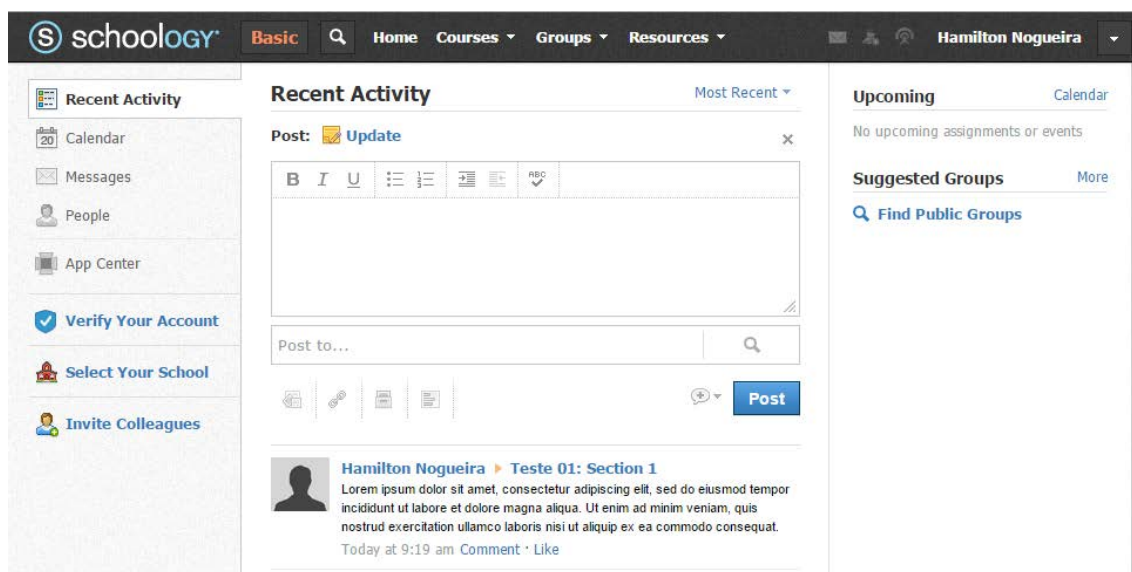 S schoology Basic Home Courses Groups Resources Hamilton Nogueira
Recent Activity
20 Calendar
Messages
People
App Center
Verify Your Account
Select Your School
Invite Colleagues
Recent Activity Most Recent
Post: Update ×
B I U ABC
Post to...
Post
Hamilton Nogueira Teste 01: Section 1
Lorem ipsum dolor sit amet, consectetur adipiscing elit, sed do eiusmod tempor
incididunt ut labore et dolore magna aliqua. Ut enim ad minim veniam, quis
nostrud exercitation ullamco laboris nisi ut aliquip ex ea commodo consequat.
Today at 9:19 am Comment · Like
Upcoming Calendar
No upcoming assignments or events
Suggested Groups More
Find Public Groups